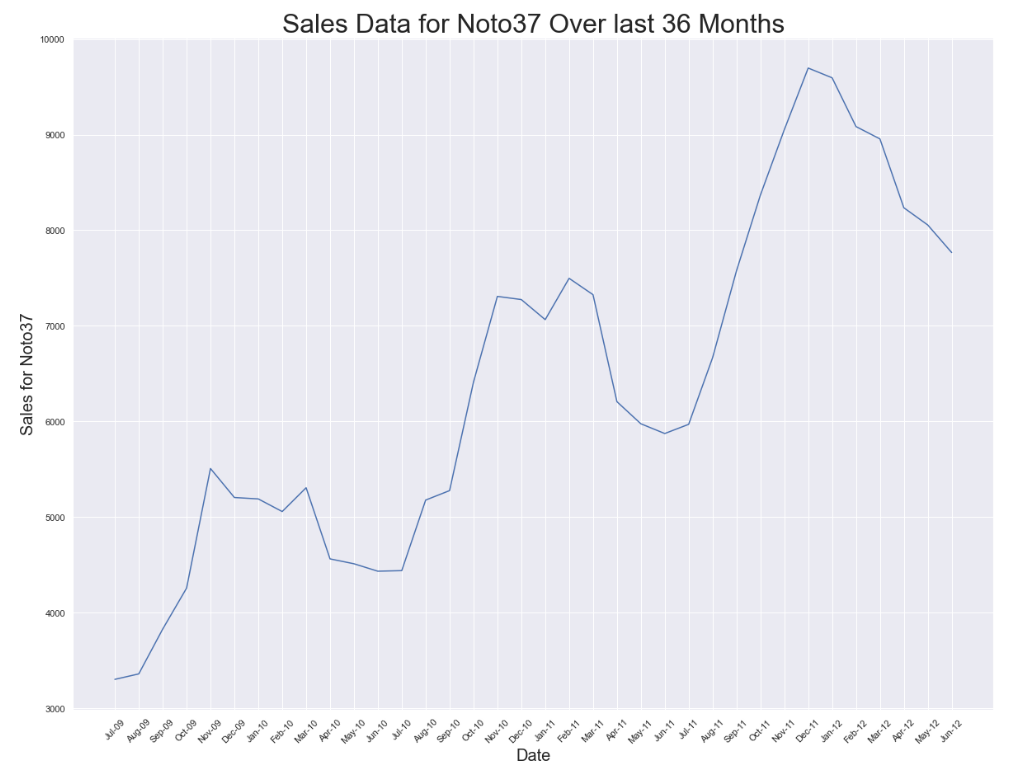 Sales Data for Noto37 Over last 36 Months
Sales for Noto37
10000
9000
8000
7000
6000
5000
4000
3000
Jul-09
Aug-09
Sep-09
Oct-09
Nov-09
Dec-09
Jan-10
Feb-10
Mar-10
Apr-10
May-10
Jun-10
Jul-10
Aug-10
Sep-10
Oct-10
Nov-10
Dec-10
Jan-11
Feb-11
Mar-11
Apr-11
May-11
Jun-11
Jul-11
Aug-11
Sep-11
Oct-11
Nov-11
Dec-11
Jan-12
Feb-12
Mar-12
Apr-12
May-12
Jun-12
Date